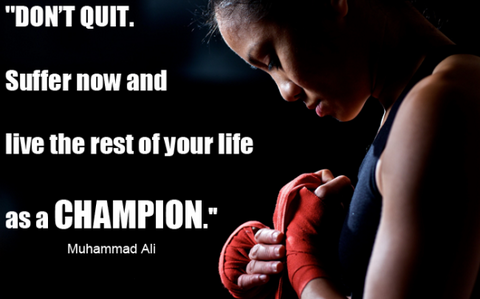 "DON’T QUIT.
Suffer now and
live the rest of your life
as a CHAMPION."
Muhammad Ali